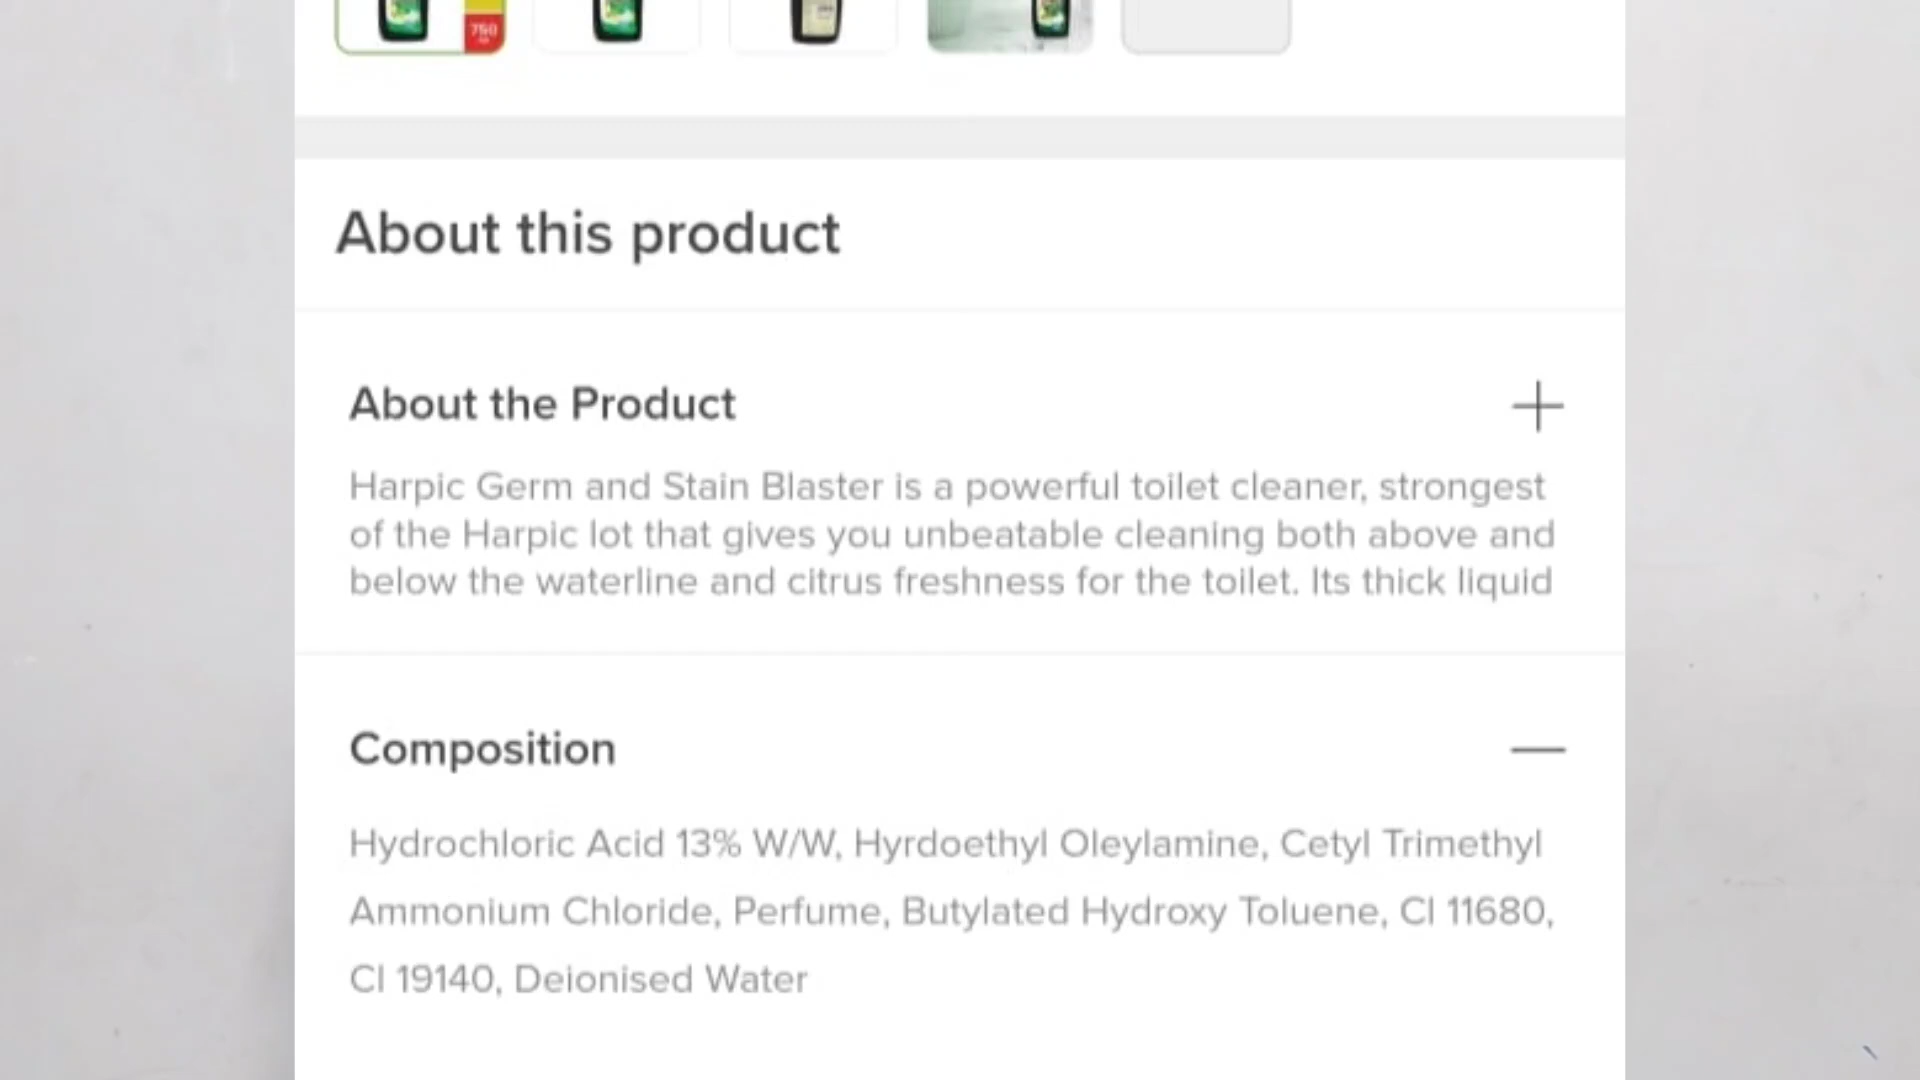 750
About this product
About the Product
Harpic Germ and Stain Blaster is a powerful toilet cleaner, strongest
of the Harpic lot that gives you unbeatable cleaning both above and
below the waterline and citrus freshness for the toilet. Its thick liquid
Composition
Hydrochloric Acid 13% W/W, Hyrdoethyl Oleylamine, Cetyl Trimethyl
Ammonium Chloride, Perfume, Butylated Hydroxy Toluene, CI 11680,
CI 19140, Deionised Water